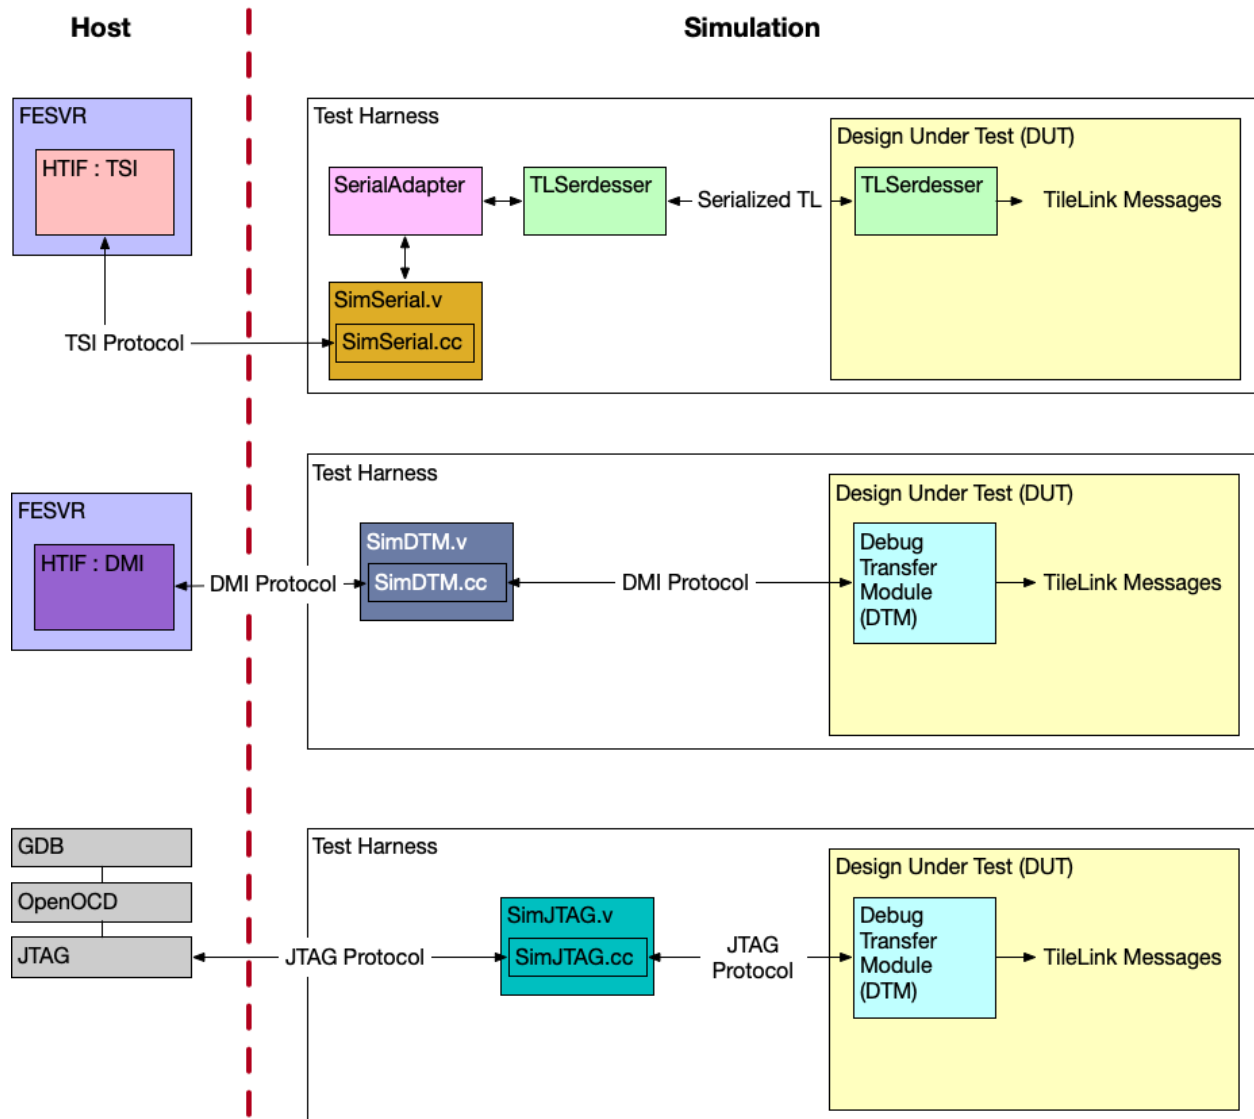 Host
Simulation
FESVR
HTIF : TSI
TSI Protocol
Test Harness
SerialAdapter
TLSerdesser
Serialized TL
SimSerial.v
SimSerial.cc
Design Under Test (DUT)
TLSerdesser
TileLink Messages
FESVR
HTIF : DMI
DMI Protocol
Test Harness
SimDTM.v
SimDTM.cc
DMI Protocol
Design Under Test (DUT)
Debug
Transfer
Module
(DTM)
TileLink Messages
GDB
OpenOCD
JTAG
JTAG Protocol
Test Harness
SimJTAG.v
SimJTAG.cc
JTAG
Protocol
Design Under Test (DUT)
Debug
Transfer
Module
(DTM)
TileLink Messages